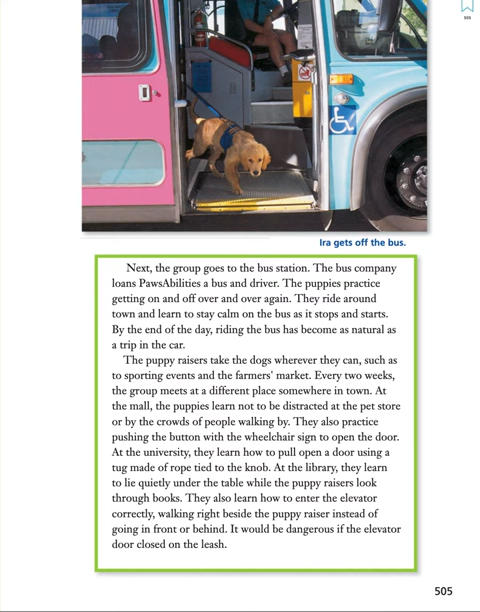 505
Ira gets off the bus.
Next, the group goes to the bus station. The bus company
loans PawsAbilities a bus and driver. The puppies practice
getting on and off over and over again. They ride around
town and learn to stay calm on the bus as it stops and starts.
By the end of the day, riding the bus has become as natural as
a trip in the car.
The puppy raisers take the dogs wherever they can, such as
to sporting events and the farmers' market. Every two weeks,
the group meets at a different place somewhere in town. At
the mall, the puppies learn not to be distracted at the pet store
or by the crowds of people walking by. They also practice
pushing the button with the wheelchair sign to open the door.
At the university, they learn how to pull open a door using a
tug made of rope tied to the knob. At the library, they learn
to lie quietly under the table while the puppy raisers look
through books. They also learn how to enter the elevator
correctly, walking right beside the puppy raiser instead of
going in front or behind. It would be dangerous if the elevator
door closed on the leash.
505